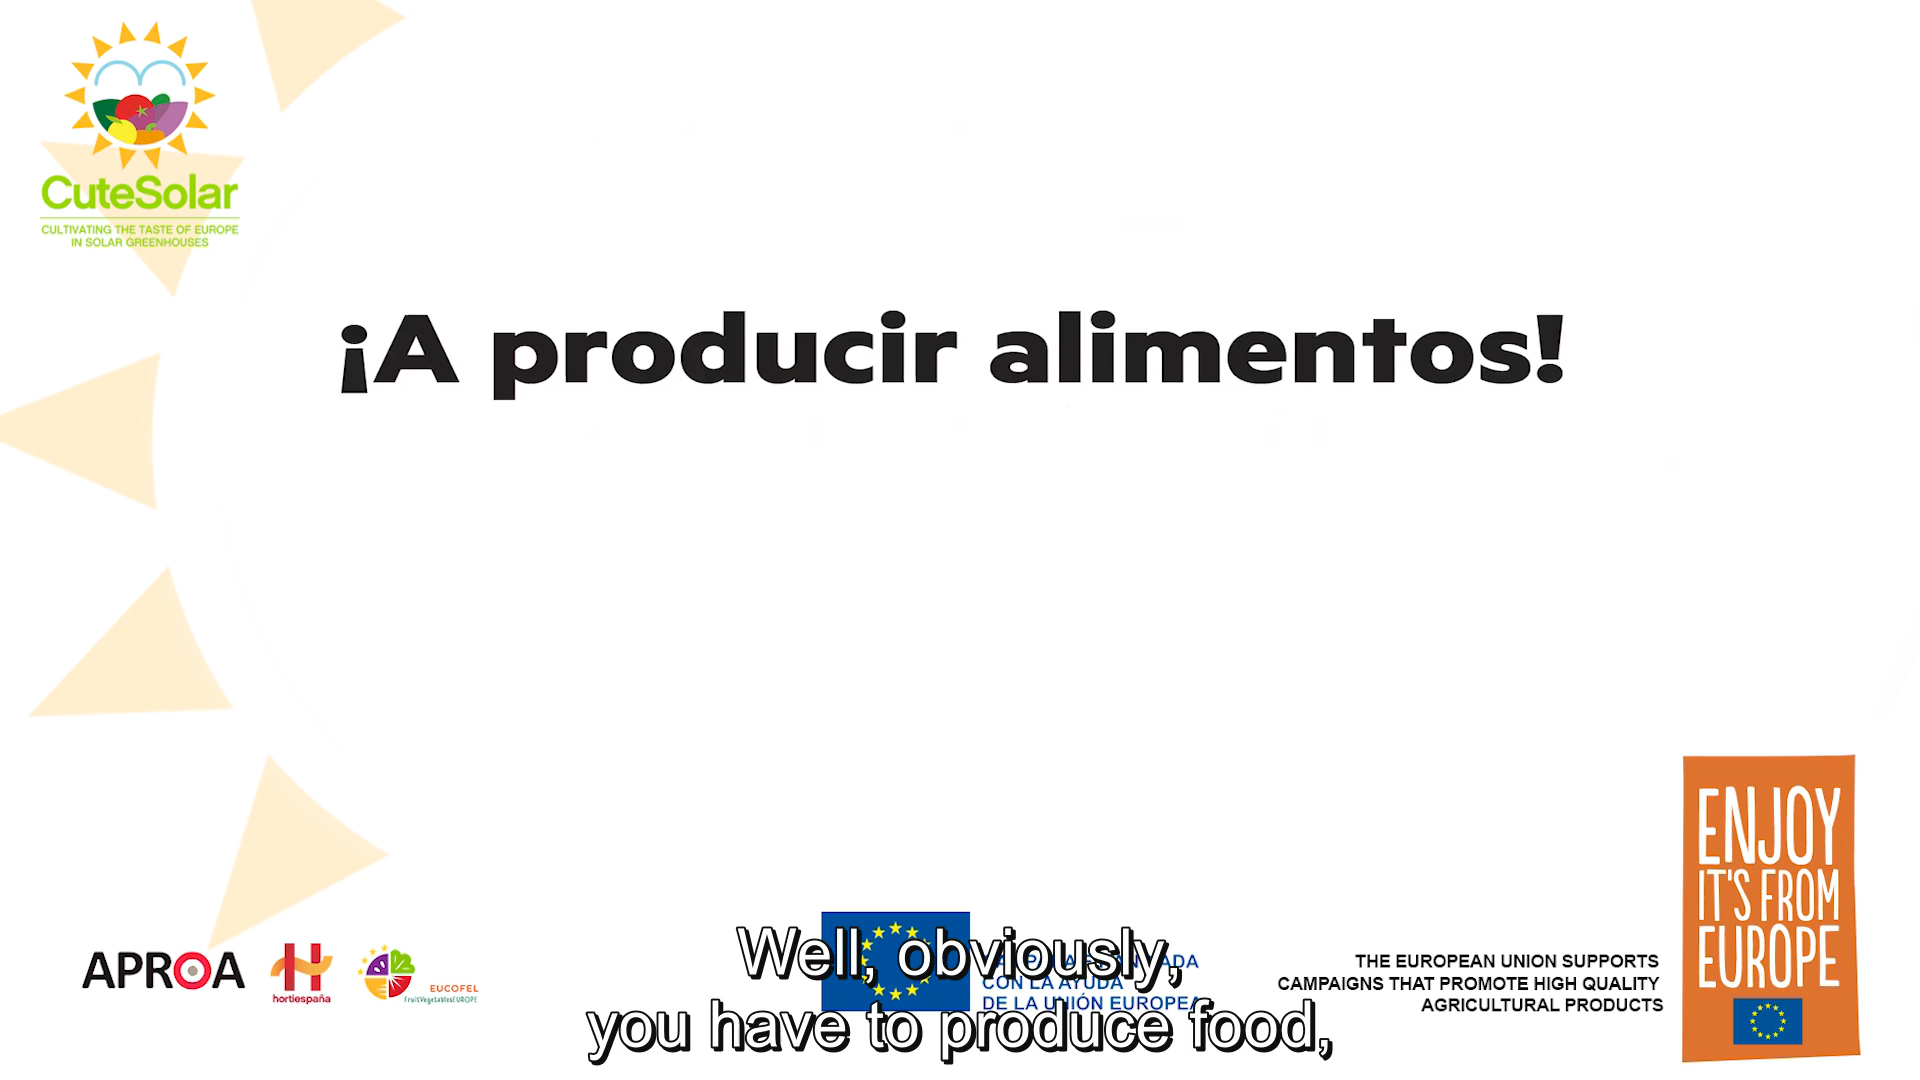 CuteSolar
CULTIVATING THE TASTE OF EUROPE
IN SOLAR GREENHOUSES
¡A producir alimentos!
ENJOY
IT'S FROM
EUROPE
APROA
hortiespaña
EUCOFEL
FruitVegetablesEUROPE
CON LA AYUDA
DE LA UNIÓN EUROPEA
THE EUROPEAN UNION SUPPORTS
CAMPAIGNS THAT PROMOTE HIGH QUALITY
AGRICULTURAL PRODUCTS
Well, obviously,
you have to produce food,